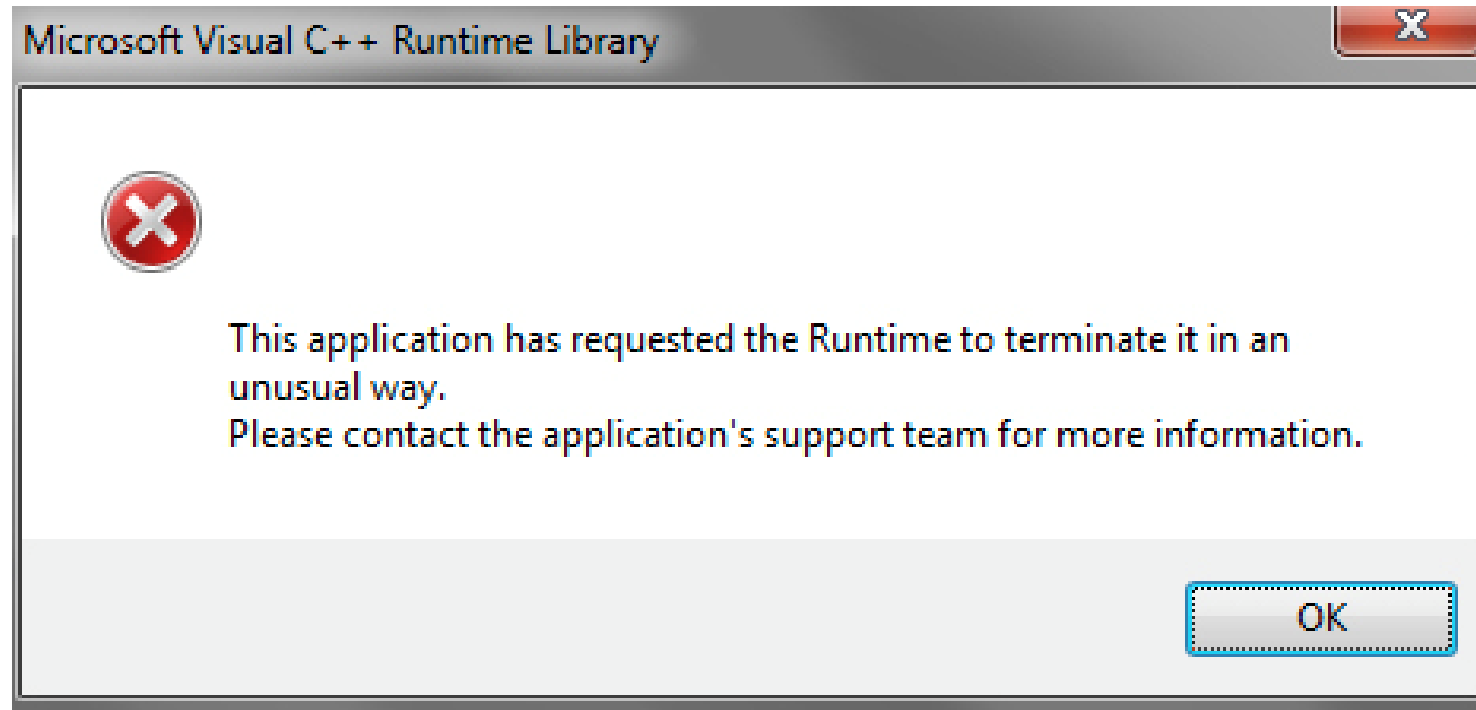 Microsoft Visual C++ Runtime Library
This application has requested the Runtime to terminate it in an
unusual way.
Please contact the application's support team for more information.
OK